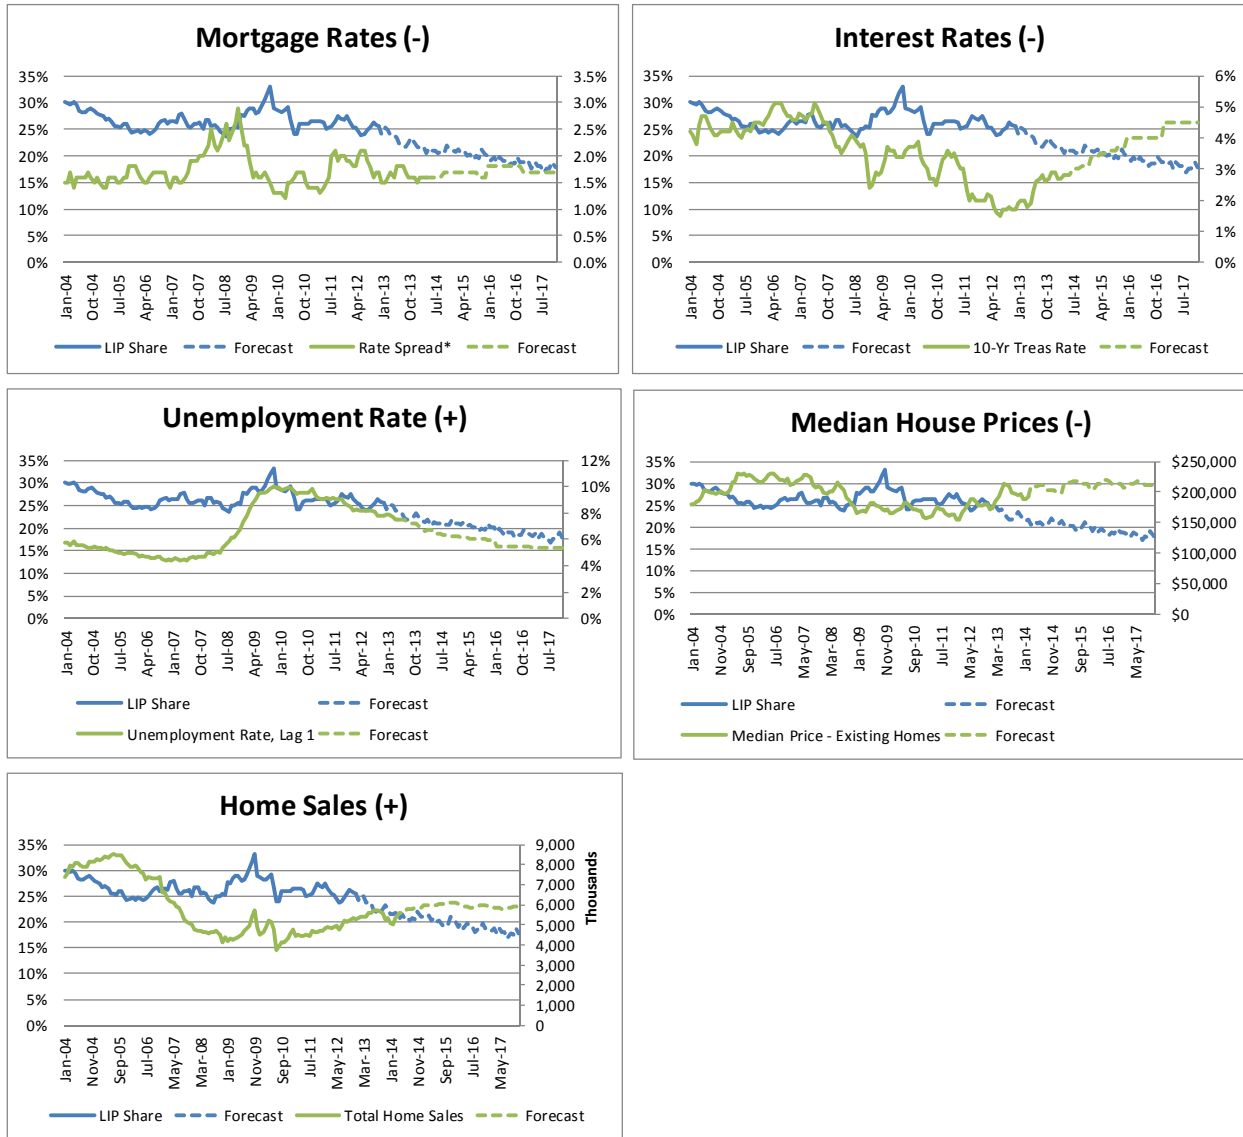 Mortgage Rates (-)
35%
30%
25%
20%
15%
10%
5%
0%
3.5%
3.0%
2.5%
2.0%
1.5%
1.0%
0.5%
0.0%
Jan-04
Oct-04
Jul-05
Apr-06
Jan-07
Oct-07
Jul-08
Apr-09
Jan-10
Oct-10
Jul-11
Apr-12
Jan-13
Oct-13
Jul-14
Apr-15
Jan-16
Oct-16
Jul-17
LIP Share Forecast Rate Spread* Forecast
Interest Rates (-)
35%
30%
25%
20%
15%
10%
5%
0%
6%
5%
4%
3%
2%
1%
0%
Jan-04
Oct-04
Jul-05
Apr-06
Jan-07
Oct-07
Jul-08
Apr-09
Jan-10
Oct-10
Jul-11
Apr-12
Jan-13
Oct-13
Jul-14
Apr-15
Jan-16
Oct-16
Jul-17
LIP Share Forecast 10-Yr Treas Rate Forecast
Unemployment Rate (+)
35%
30%
25%
20%
15%
10%
5%
0%
12%
10%
8%
6%
4%
2%
0%
Jan-04
Oct-04
Jul-05
Apr-06
Jan-07
Oct-07
Jul-08
Apr-09
Jan-10
Oct-10
Jul-11
Apr-12
Jan-13
Oct-13
Jul-14
Apr-15
Jan-16
Oct-16
Jul-17
LIP Share Forecast
Unemployment Rate, Lag 1 Forecast
Median House Prices (-)
35%
30%
25%
20%
15%
10%
5%
0%
$250,000
$200,000
$150,000
$100,000
$50,000
$0
Jan-04
Nov-04
Sep-05
Jul-06
May-07
Mar-08
Jan-09
Nov-09
Sep-10
Jul-11
May-12
Mar-13
Jan-14
Nov-14
Sep-15
Jul-16
May-17
LIP Share Forecast
Median Price - Existing Homes Forecast
Home Sales (+)
35%
30%
25%
20%
15%
10%
5%
0%
9,000
8,000
7,000
6,000
5,000
4,000
3,000
2,000
1,000
0
Thousands
Jan-04
Nov-04
Sep-05
Jul-06
May-07
Mar-08
Jan-09
Nov-09
Sep-10
Jul-11
May-12
Mar-13
Jan-14
Nov-14
Sep-15
Jul-16
May-17
LIP Share Forecast Total Home Sales Forecast